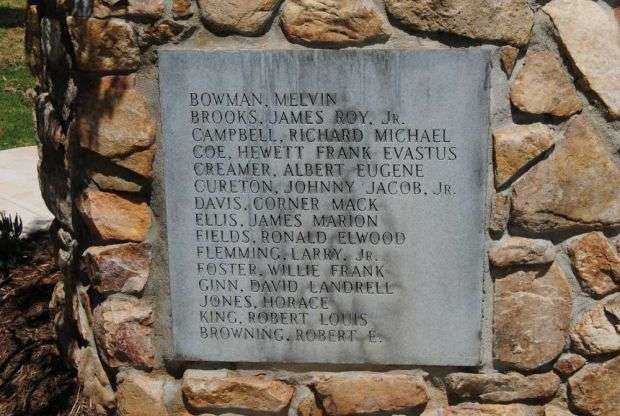 BOWMAN, MELVIN
BROOKS, JAMES ROY, JR.
CAMPBELL, RICHARD MICHAEL
COE, HEWETT FRANK EVASTUS
CREAMER, ALBERT EUGENE
CURETON, JOHNNY JACOB, JR.
DAVIS, CORNER MACK
ELLIS, JAMES MARION
FIELDS, RONALD ELWOOD
FLEMMING, LARRY, JR.
FOSTER, WILLIE FRANK
GINN, DAVID LANDRELL
JONES, HORACE
KING, ROBERT LOUIS
BROWNING, ROBERT E.